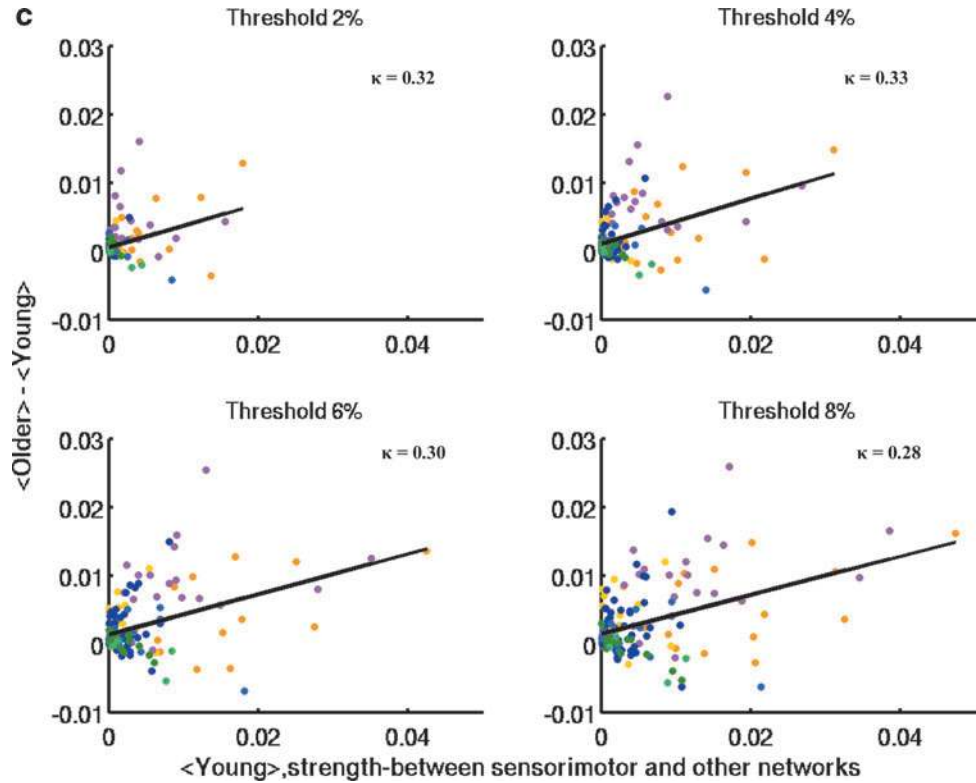 c
Threshold 2%
Threshold 4%
0.03
0.02
0.01
0
-0.01
κ = 0.32
0
0.02
0.04
0.03
0.02
0.01
0
-0.01
κ = 0.33
0
0.02
0.04
<Older> - <Young>
Threshold 6%
Threshold 8%
0.03
0.02
0.01
0
-0.01
κ = 0.30
0
0.02
0.04
0.03
0.02
0.01
0
-0.01
κ = 0.28
0
0.02
0.04
<Young>,strength-between sensorimotor and other networks